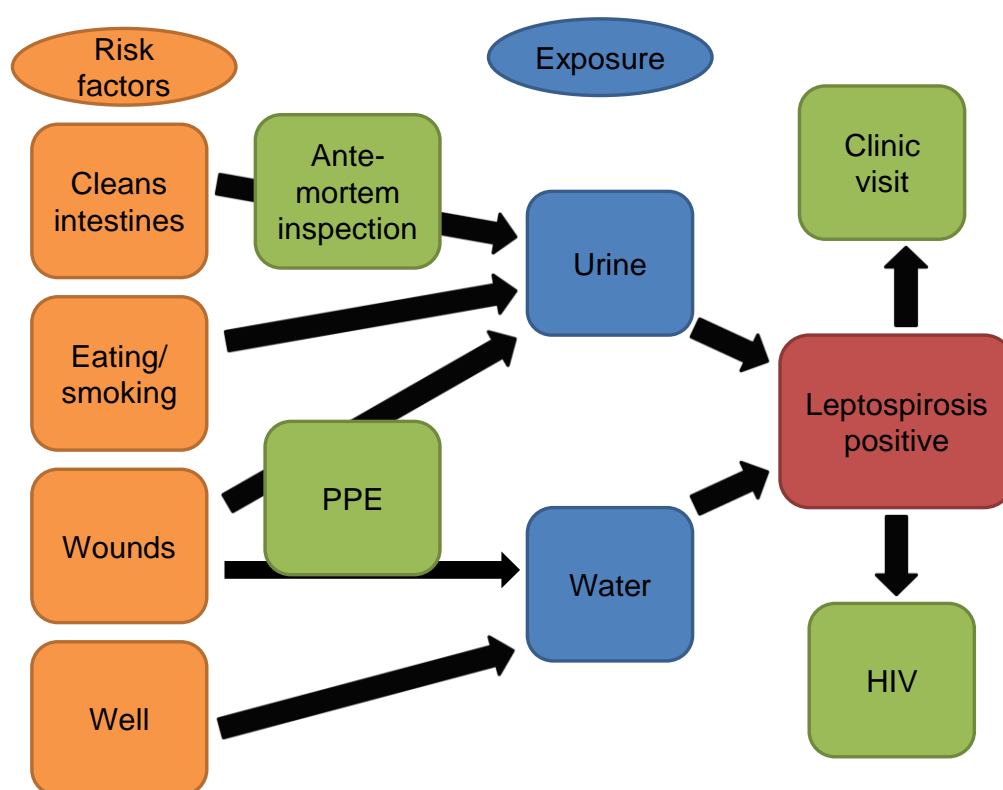 Risk
factors
Exposure
Cleans
intestines
Ante-
mortem
inspection
Clinic
visit
Urine
Eating/
smoking
Leptospirosis
positive
Wounds
PPE
Water
Well
HIV